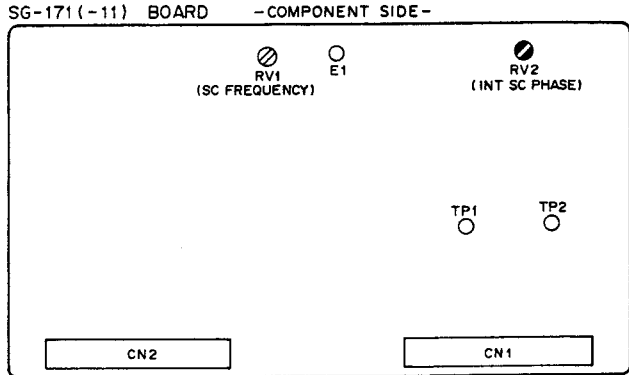 SG-171(-11) BOARD -COMPONENT SIDE-
RV1
(SC FREQUENCY)
E1
RV2
(INT SC PHASE)
TP1
TP2
CN2
CN1